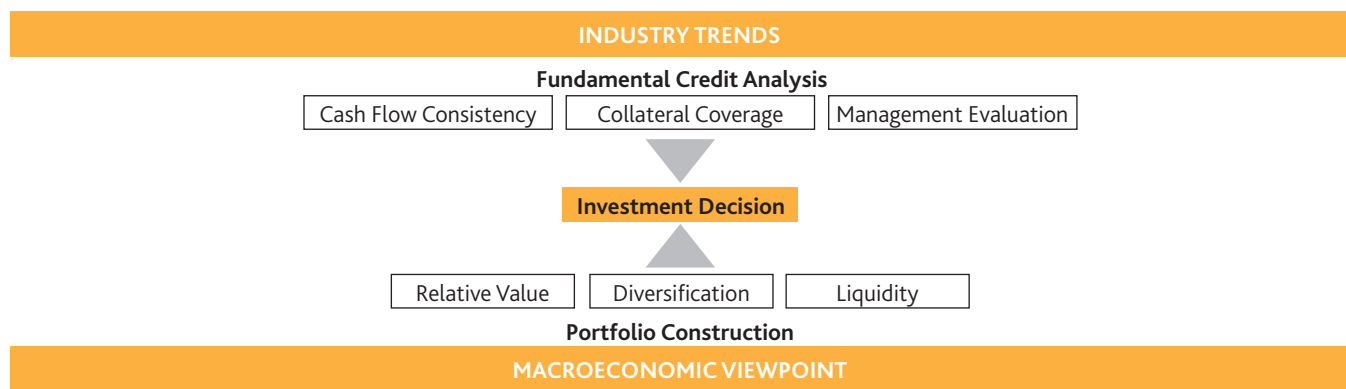 INDUSTRY TRENDS
Fundamental Credit Analysis
Cash Flow Consistency Collateral Coverage Management Evaluation
Investment Decision
Relative Value Diversification Liquidity
Portfolio Construction
MACROECONOMIC VIEWPOINT